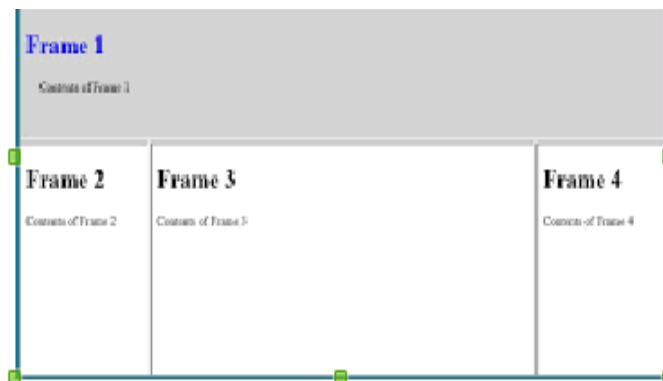 Frame 1
Contents of Frame 1
Frame 2
Contents of Frame 2
Frame 3
Contents of Frame 3
Frame 4
Contents of Frame 4